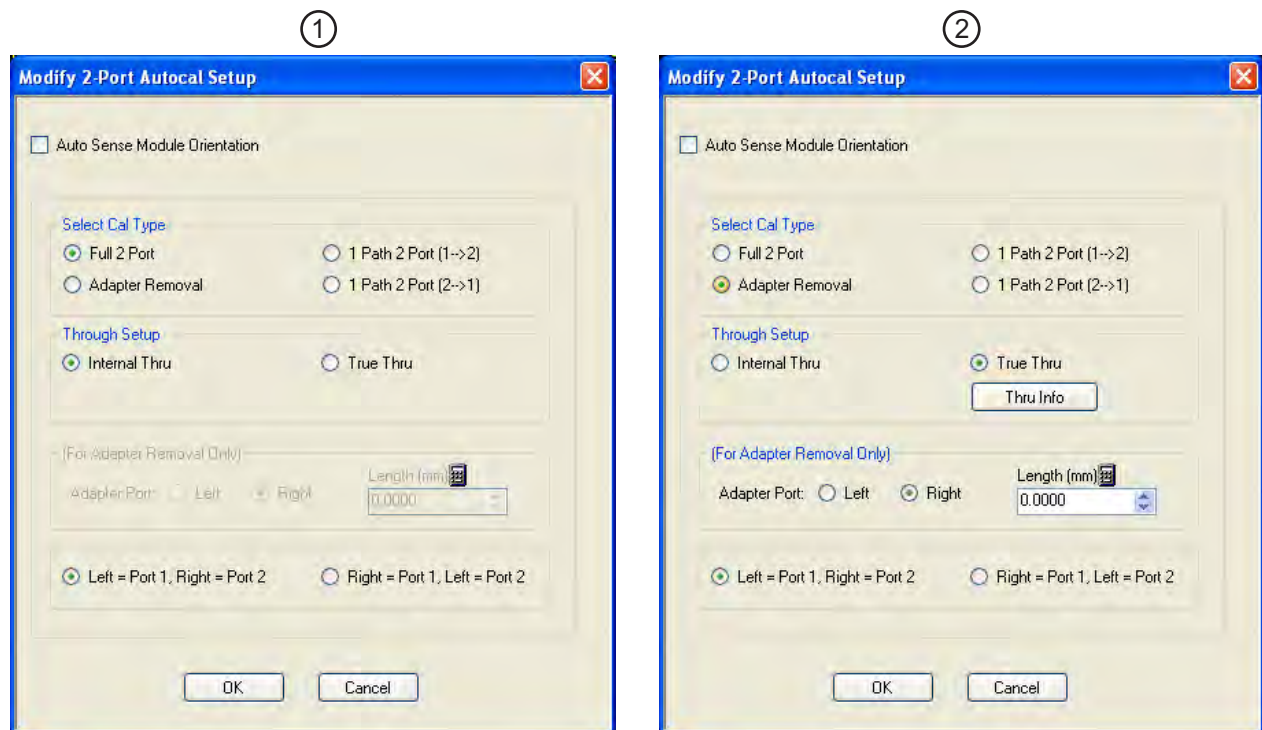 1
Modify 2-Port Autocal Setup
Auto Sense Module Orientation
Select Cal Type
Full 2 Port
1 Path 2 Port (1-->2)
Adapter Removal
1 Path 2 Port (2-->1)
Through Setup
Internal Thru
True Thru
(For Adapter Removal Only)
Length (mm)
Adapter Port: Left Right
0.0000
Left = Port 1, Right = Port 2
Right = Port 1, Left = Port 2
OK
Cancel
2
Modify 2-Port Autocal Setup
Auto Sense Module Orientation
Select Cal Type
Full 2 Port
1 Path 2 Port (1-->2)
Adapter Removal
1 Path 2 Port (2-->1)
Through Setup
Internal Thru
True Thru
Thru Info
(For Adapter Removal Only)
Length (mm)
Adapter Port: Left Right
0.0000
Left = Port 1, Right = Port 2
Right = Port 1, Left = Port 2
OK
Cancel